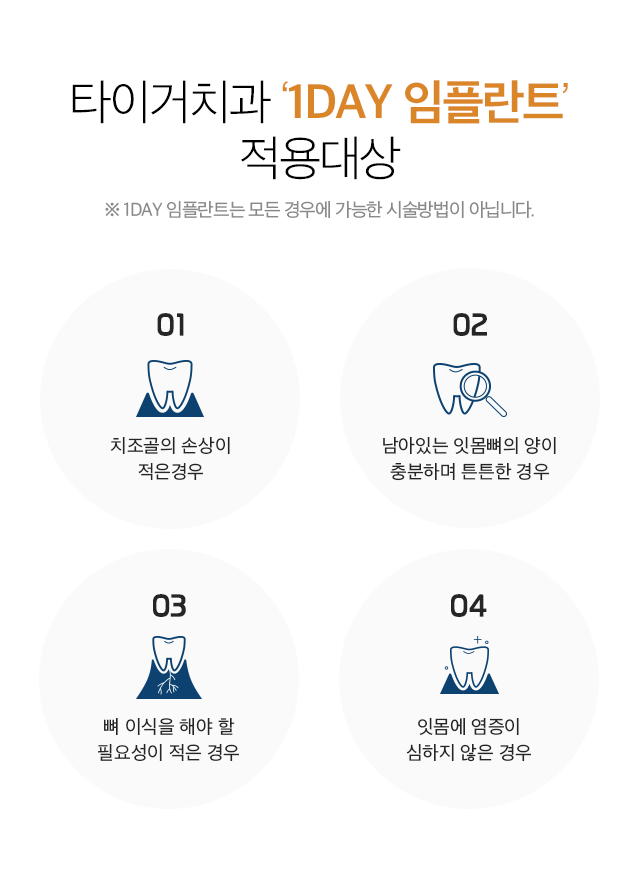 타이거치과 ‘1DAY 임플란트’
적용대상
※ 1DAY 임플란트는 모든 경우에 가능한 시술방법이 아닙니다.
01
치조골의 손상이
적은경우
02
남아있는 잇몸뼈의 양이
충분하며 튼튼한 경우
03
뼈 이식을 해야 할
필요성이 적은 경우
04
잇몸에 염증이
심하지 않은 경우